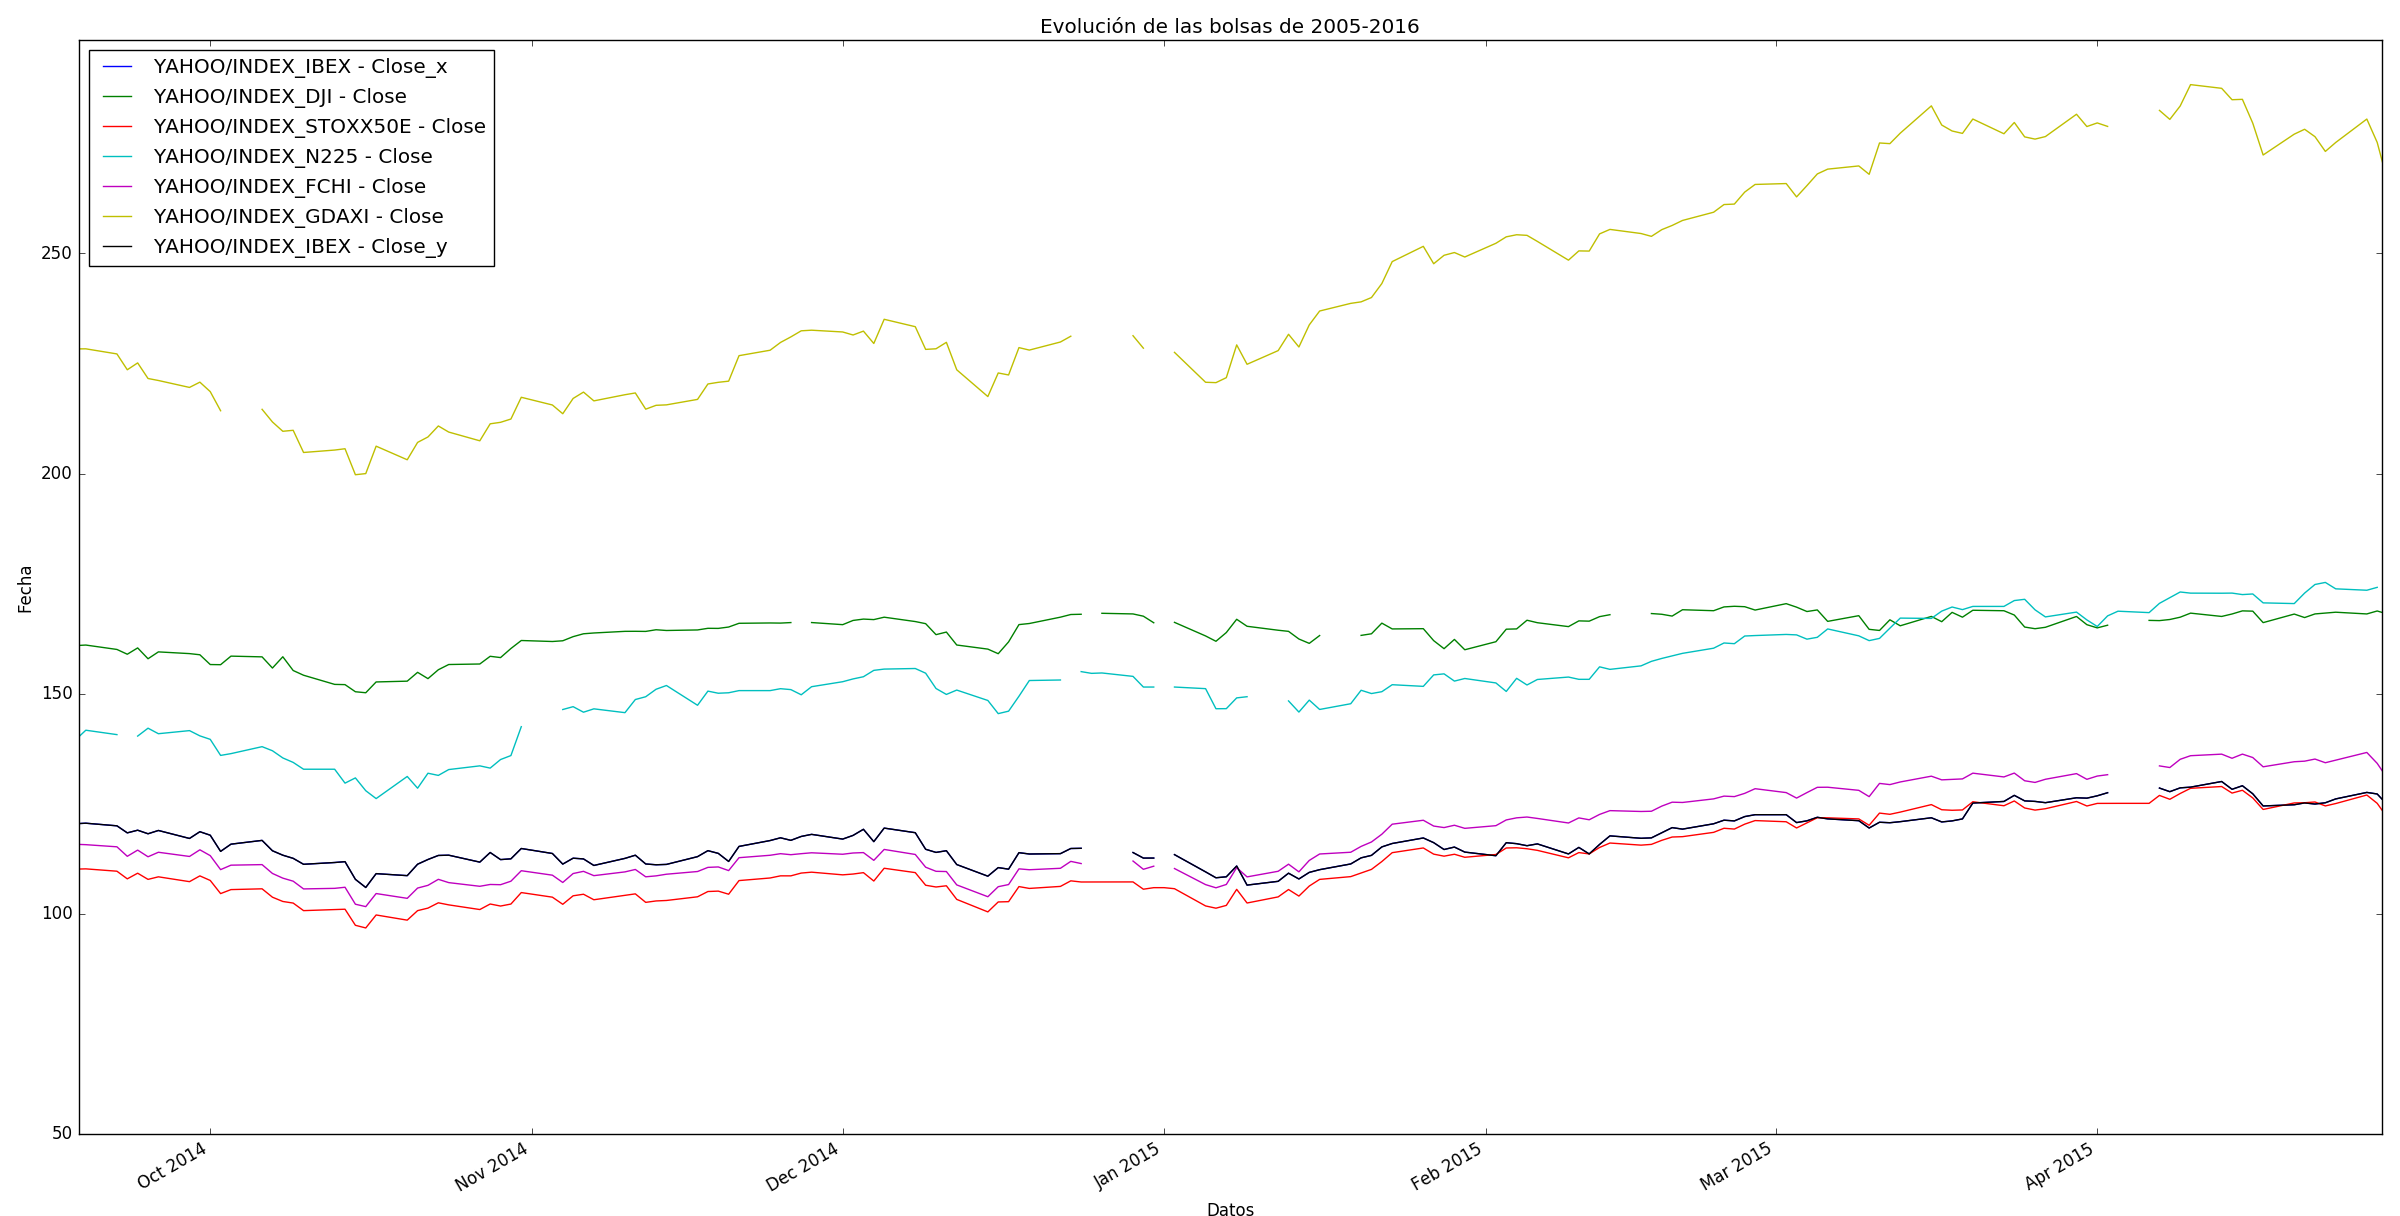 Evolución de las bolsas de 2005-2016
YAHOO/INDEX_IBEX - Close_x
YAHOO/INDEX_DJI - Close
YAHOO/INDEX_STOXX50E - Close
YAHOO/INDEX_N225 - Close
YAHOO/INDEX_FCHI - Close
YAHOO/INDEX_GDAXI - Close
YAHOO/INDEX_IBEX - Close_y
250
200
150
100
50
Fecha
Oct 2014
Nov 2014
Dec 2014
Jan 2015
Feb 2015
Mar 2015
Apr 2015
Datos